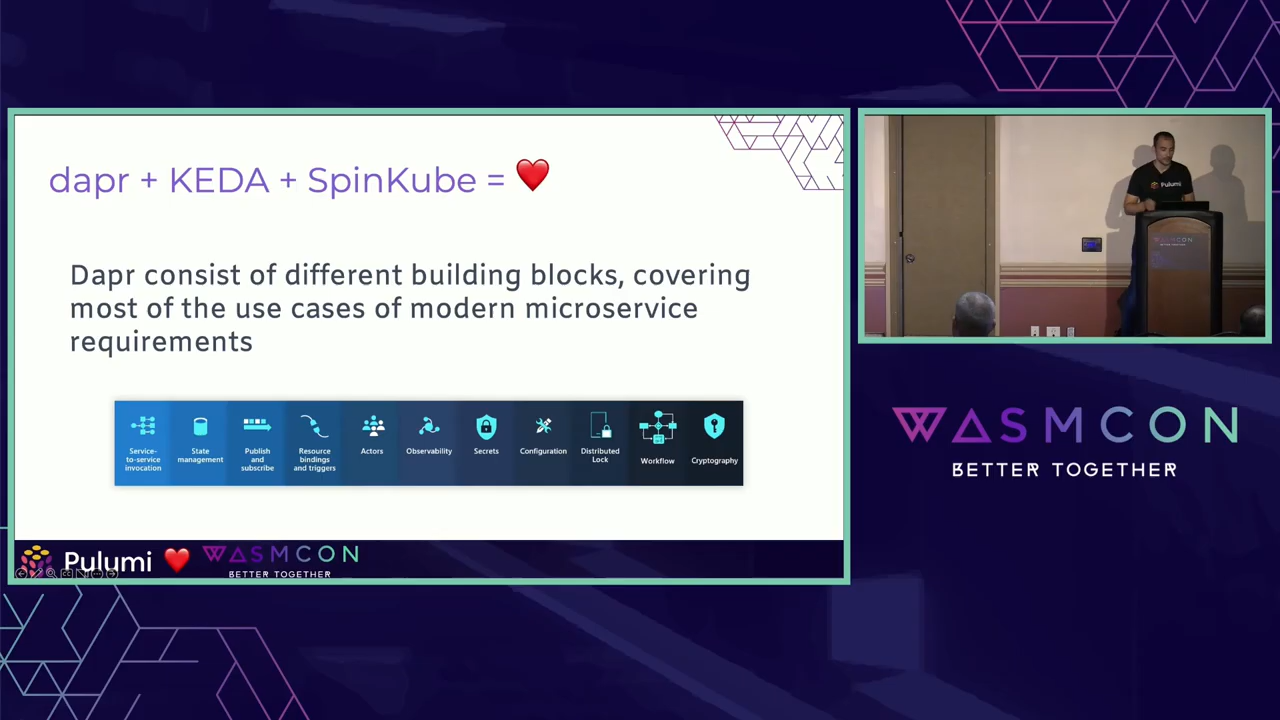 dapr + KEDA + SpinKube = ❤️
Dapr consist of different building blocks, covering
most of the use cases of modern microservice
requirements
Service-
to-service
invocation
State
management
Publish
and
subscribe
Resource
bindings
and triggers
Actors
Observability
Secrets
Configuration
Distributed
Lock
Workflow
Cryptography
Pulumi ❤️ WASMCON
BETTER TOGETHER
Pulumi
WASMCON
WASMCON
BETTER TOGETHER